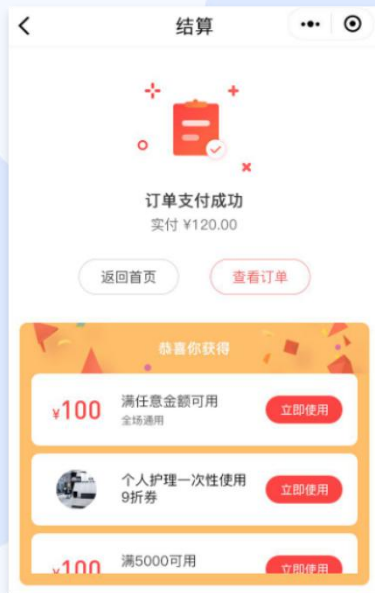 结算
订单支付成功
实付 ¥120.00
返回首页
查看订单
恭喜你获得
¥100
满任意金额可用
全场通用
立即使用
个人护理一次性使用
9折券
立即使用
¥100
满5000可用
立即使用